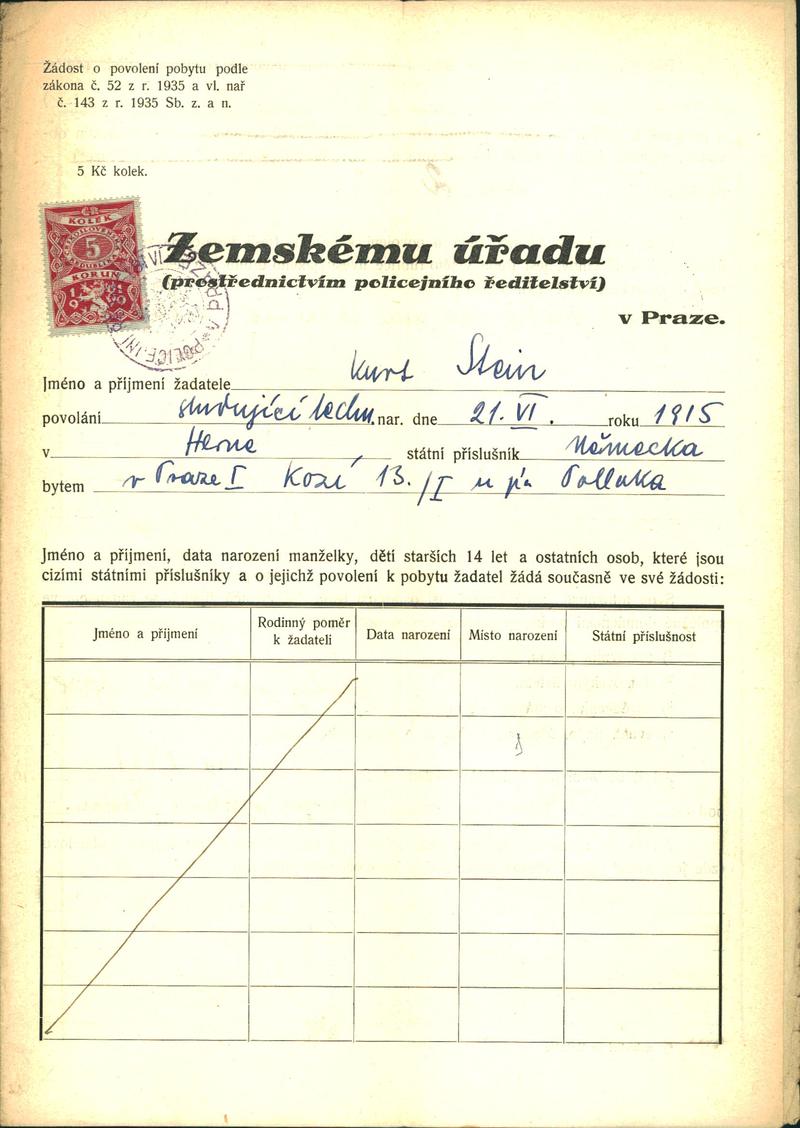 Žádost o povolení pobytu podle
zákona č. 52 z r. 1935 a vl. nař
č. 143 z r. 1935 Sb. z. a n.
5 Kč kolek.
ČR
KOLEK
5
KORUN
Zemskému úřadu
(prostřednictvím policejního ředitelství)
v Praze.
Jméno a příjmení žadatele Kurt Stein
povolání studující techn. nar. dne 21. VI. roku 1915
v Herne, státní příslušník Německa
bytem v Praze I Kozí 13./I u pa Polluka
Jméno a příjmení, data narození manželky, dětí starších 14 let a ostatních osob, které jsou
cizími státními příslušníky a o jejichž povolení k pobytu žadatel žádá současně ve své žádosti:
Jméno a příjmení
Rodinný poměr
k žadateli
Data narození
Místo narození
Státní příslušnost